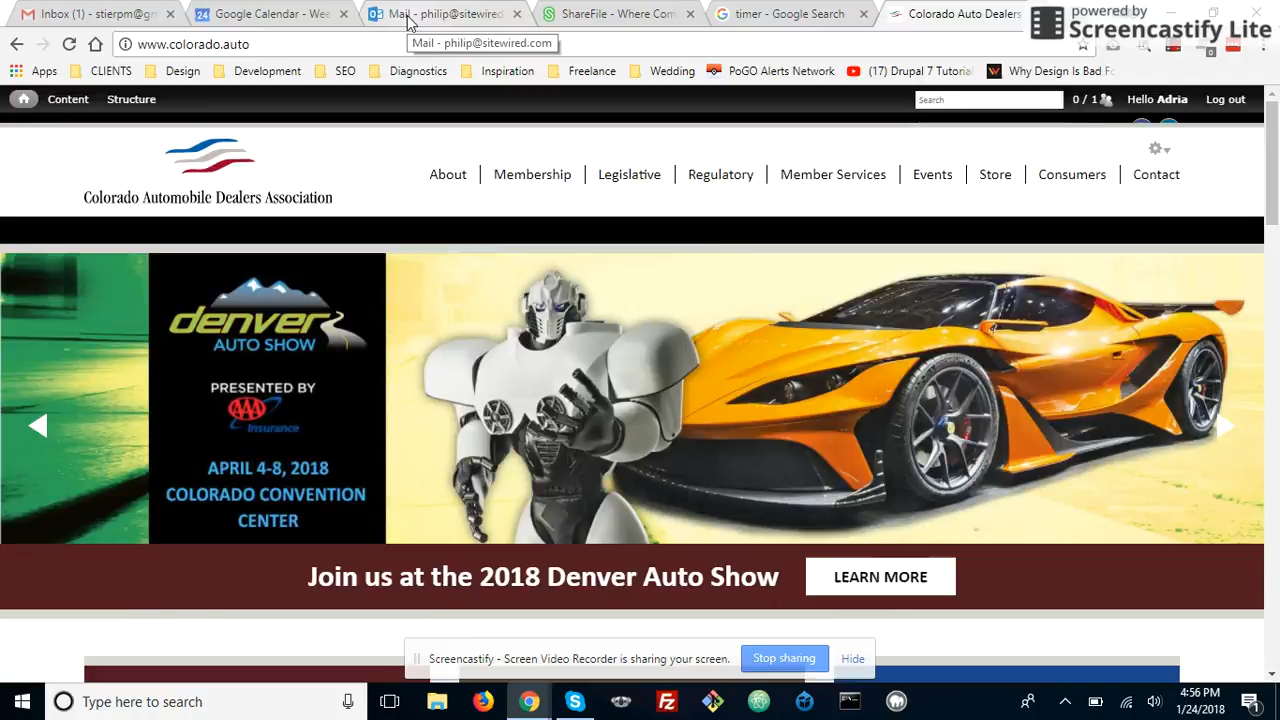 Inbox (1) - stierpm@gm
Google Calendar - Wee
Mail - philip@sitewired.
ShareFile - Where Com
timer - Google Search
Colorado Auto Dealers
powered by
Screencastify Lite
www.colorado.auto
Mail - philip@sitewired.com
0
Apps
CLIENTS
Design
Development
SEO
Diagnostics
Inspiration
Freelance
Wedding
PoGO Alerts Network
(17) Drupal 7 Tutorial
Why Design Is Bad Fo
Content
Structure
Search
0 / 1
Hello Adria
Log out
Colorado Automobile Dealers Association
About
Membership
Legislative
Regulatory
Member Services
Events
Store
Consumers
Contact
denver
AUTO SHOW
PRESENTED BY
AAA
Insurance
APRIL 4-8, 2018
COLORADO CONVENTION
CENTER
Join us at the 2018 Denver Auto Show
LEARN MORE
Screencastify - Screen Video Recorder is sharing your screen.
Stop sharing
Hide
Type here to search
4:56 PM
1/24/2018